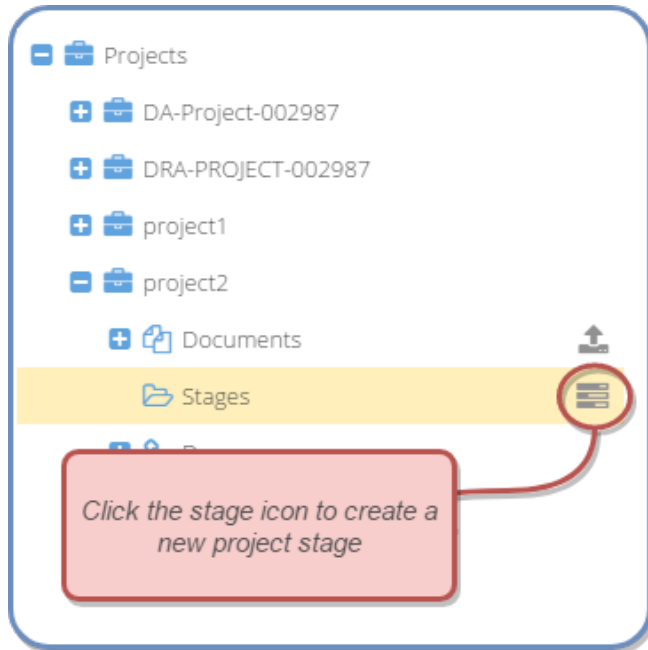 Projects
DA-Project-002987
DRA-PROJECT-002987
project1
project2
Documents
Stages
Click the stage icon to create a
new project stage